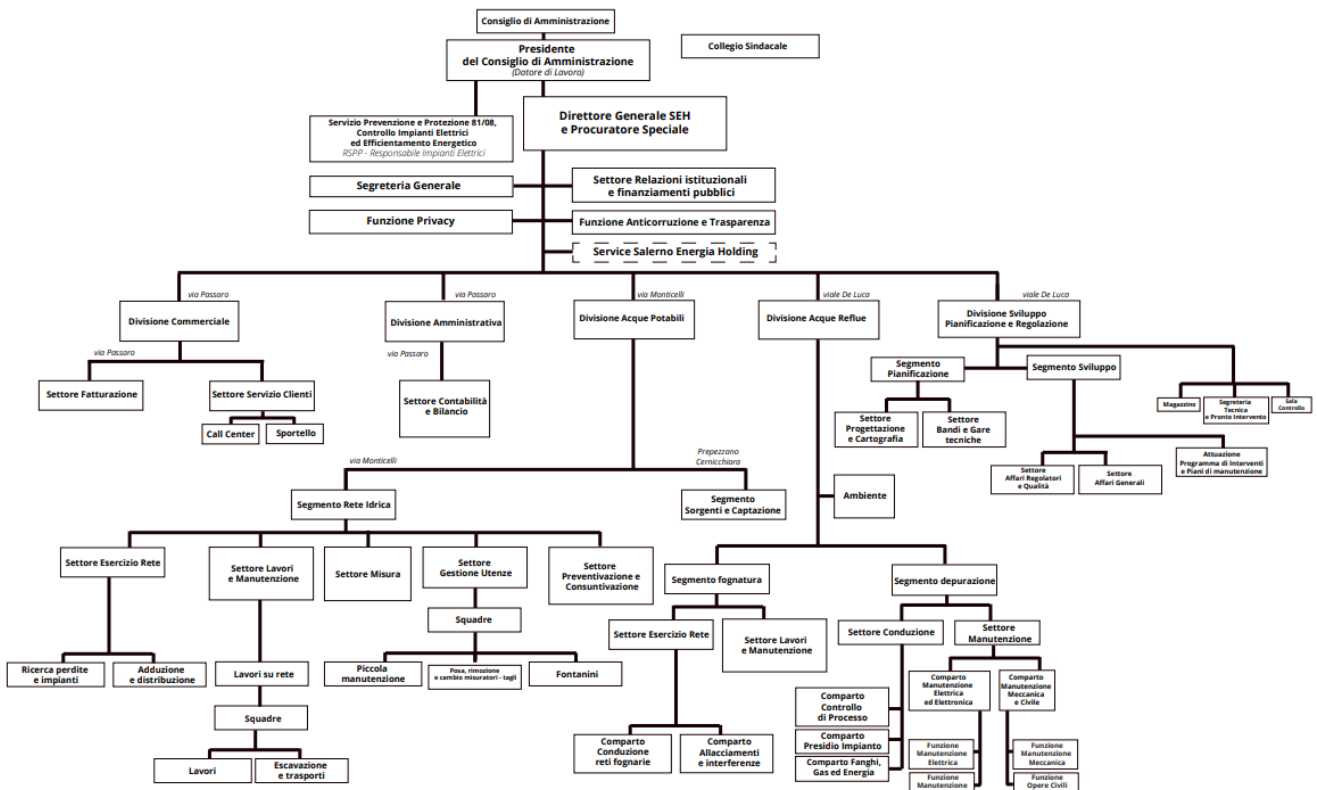 Consiglio di Amministrazione
Presidente
del Consiglio di Amministrazione
(Datore di Lavoro)
Collegio Sindacale
Servizio Prevenzione e Protezione 81/08,
Controllo Impianti Elettrici
ed Efficientamento Energetico
RSPP - Responsabile Impianti Elettrici
Direttore Generale SEH
e Procuratore Speciale
Segreteria Generale
Settore Relazioni istituzionali
e finanziamenti pubblici
Funzione Privacy
Funzione Anticorruzione e Trasparenza
Service Salerno Energia Holding
via Passaro
via Passaro
via Monticelli
viale De Luca
viale De Luca
Divisione Commerciale
Divisione Amministrativa
Divisione Acque Potabili
Divisione Acque Reflue
Divisione Sviluppo
Pianificazione e Regolazione
via Passaro
via Passaro
Settore Fatturazione
Settore Servizio Clienti
Call Center
Sportello
Settore Contabilità
e Bilancio
Segmento
Pianificazione
Segmento Sviluppo
Settore
Progettazione
e Cartografia
Settore
Bandi e Gare
tecniche
Magazzino
Segreteria
Tecnica
e Pronto Intervento
Sala
Controllo
Settore
Affari Regolatori
e Qualità
Settore
Affari Generali
Attuazione
Programma di Interventi
e Piani di manutenzione
via Monticelli
Prepezzano
Cernicchiara
Segmento Rete Idrica
Segmento
Sorgenti e Captazione
Ambiente
Settore Esercizio Rete
Settore Lavori
e Manutenzione
Settore Misura
Settore
Gestione Utenze
Settore
Preventivazione e
Consuntivazione
Squadre
Ricerca perdite
e impianti
Adduzione
e distribuzione
Lavori su rete
Piccola
manutenzione
Posa, rimozione
e cambio misuratori - tagli
Fontanini
Squadre
Lavori
Escavazione
e trasporti
Segmento fognatura
Segmento depurazione
Settore Esercizio Rete
Settore Lavori
e Manutenzione
Settore Conduzione
Settore
Manutenzione
Comparto
Conduzione
reti fognarie
Comparto
Allacciamenti
e interferenze
Comparto
Controllo
di Processo
Comparto
Presidio Impianto
Comparto Fanghi,
Gas ed Energia
Comparto
Manutenzione
Elettrica
ed Elettronica
Comparto
Manutenzione
Meccanica
e Civile
Funzione
Manutenzione
Elettrica
Funzione
Manutenzione
Funzione
Manutenzione
Meccanica
Funzione
Opere Civili